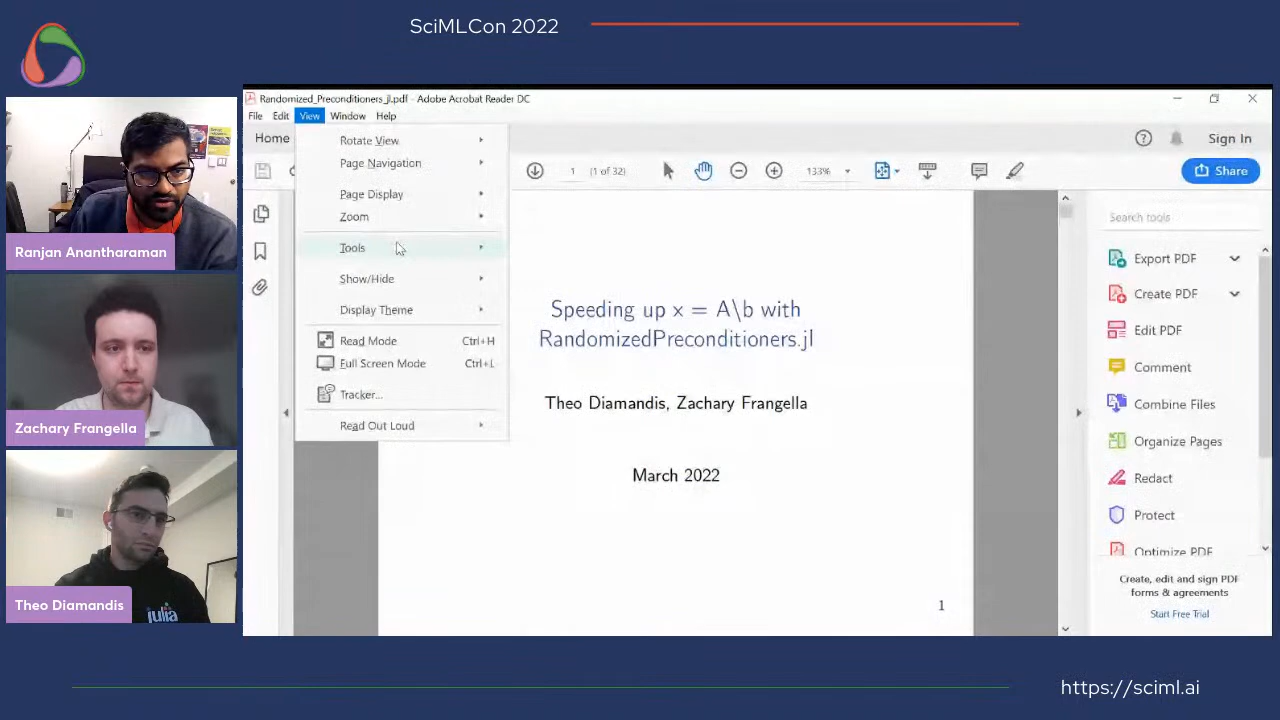 SciMLCon 2022
Randomized_Preconditioners_jl.pdf - Adobe Acrobat Reader DC
File Edit View Window Help
Home
Sign In
1 (1 of 32) 133%
Share
Rotate View
Page Navigation
Page Display
Zoom
Tools
Show/Hide
Display Theme
Read Mode Ctrl+H
Full Screen Mode Ctrl+L
Tracker...
Read Out Loud
Speeding up x = A\b with
RandomizedPreconditioners.jl
Theo Diamandis, Zachary Frangella
March 2022
1
Search tools
Export PDF
Create PDF
Edit PDF
Comment
Combine Files
Organize Pages
Redact
Protect
Optimize PDF
Create, edit and sign PDF
forms & agreements
Start Free Trial
Ranjan Anantharaman
Zachary Frangella
Theo Diamandis
julia
https://sciml.ai